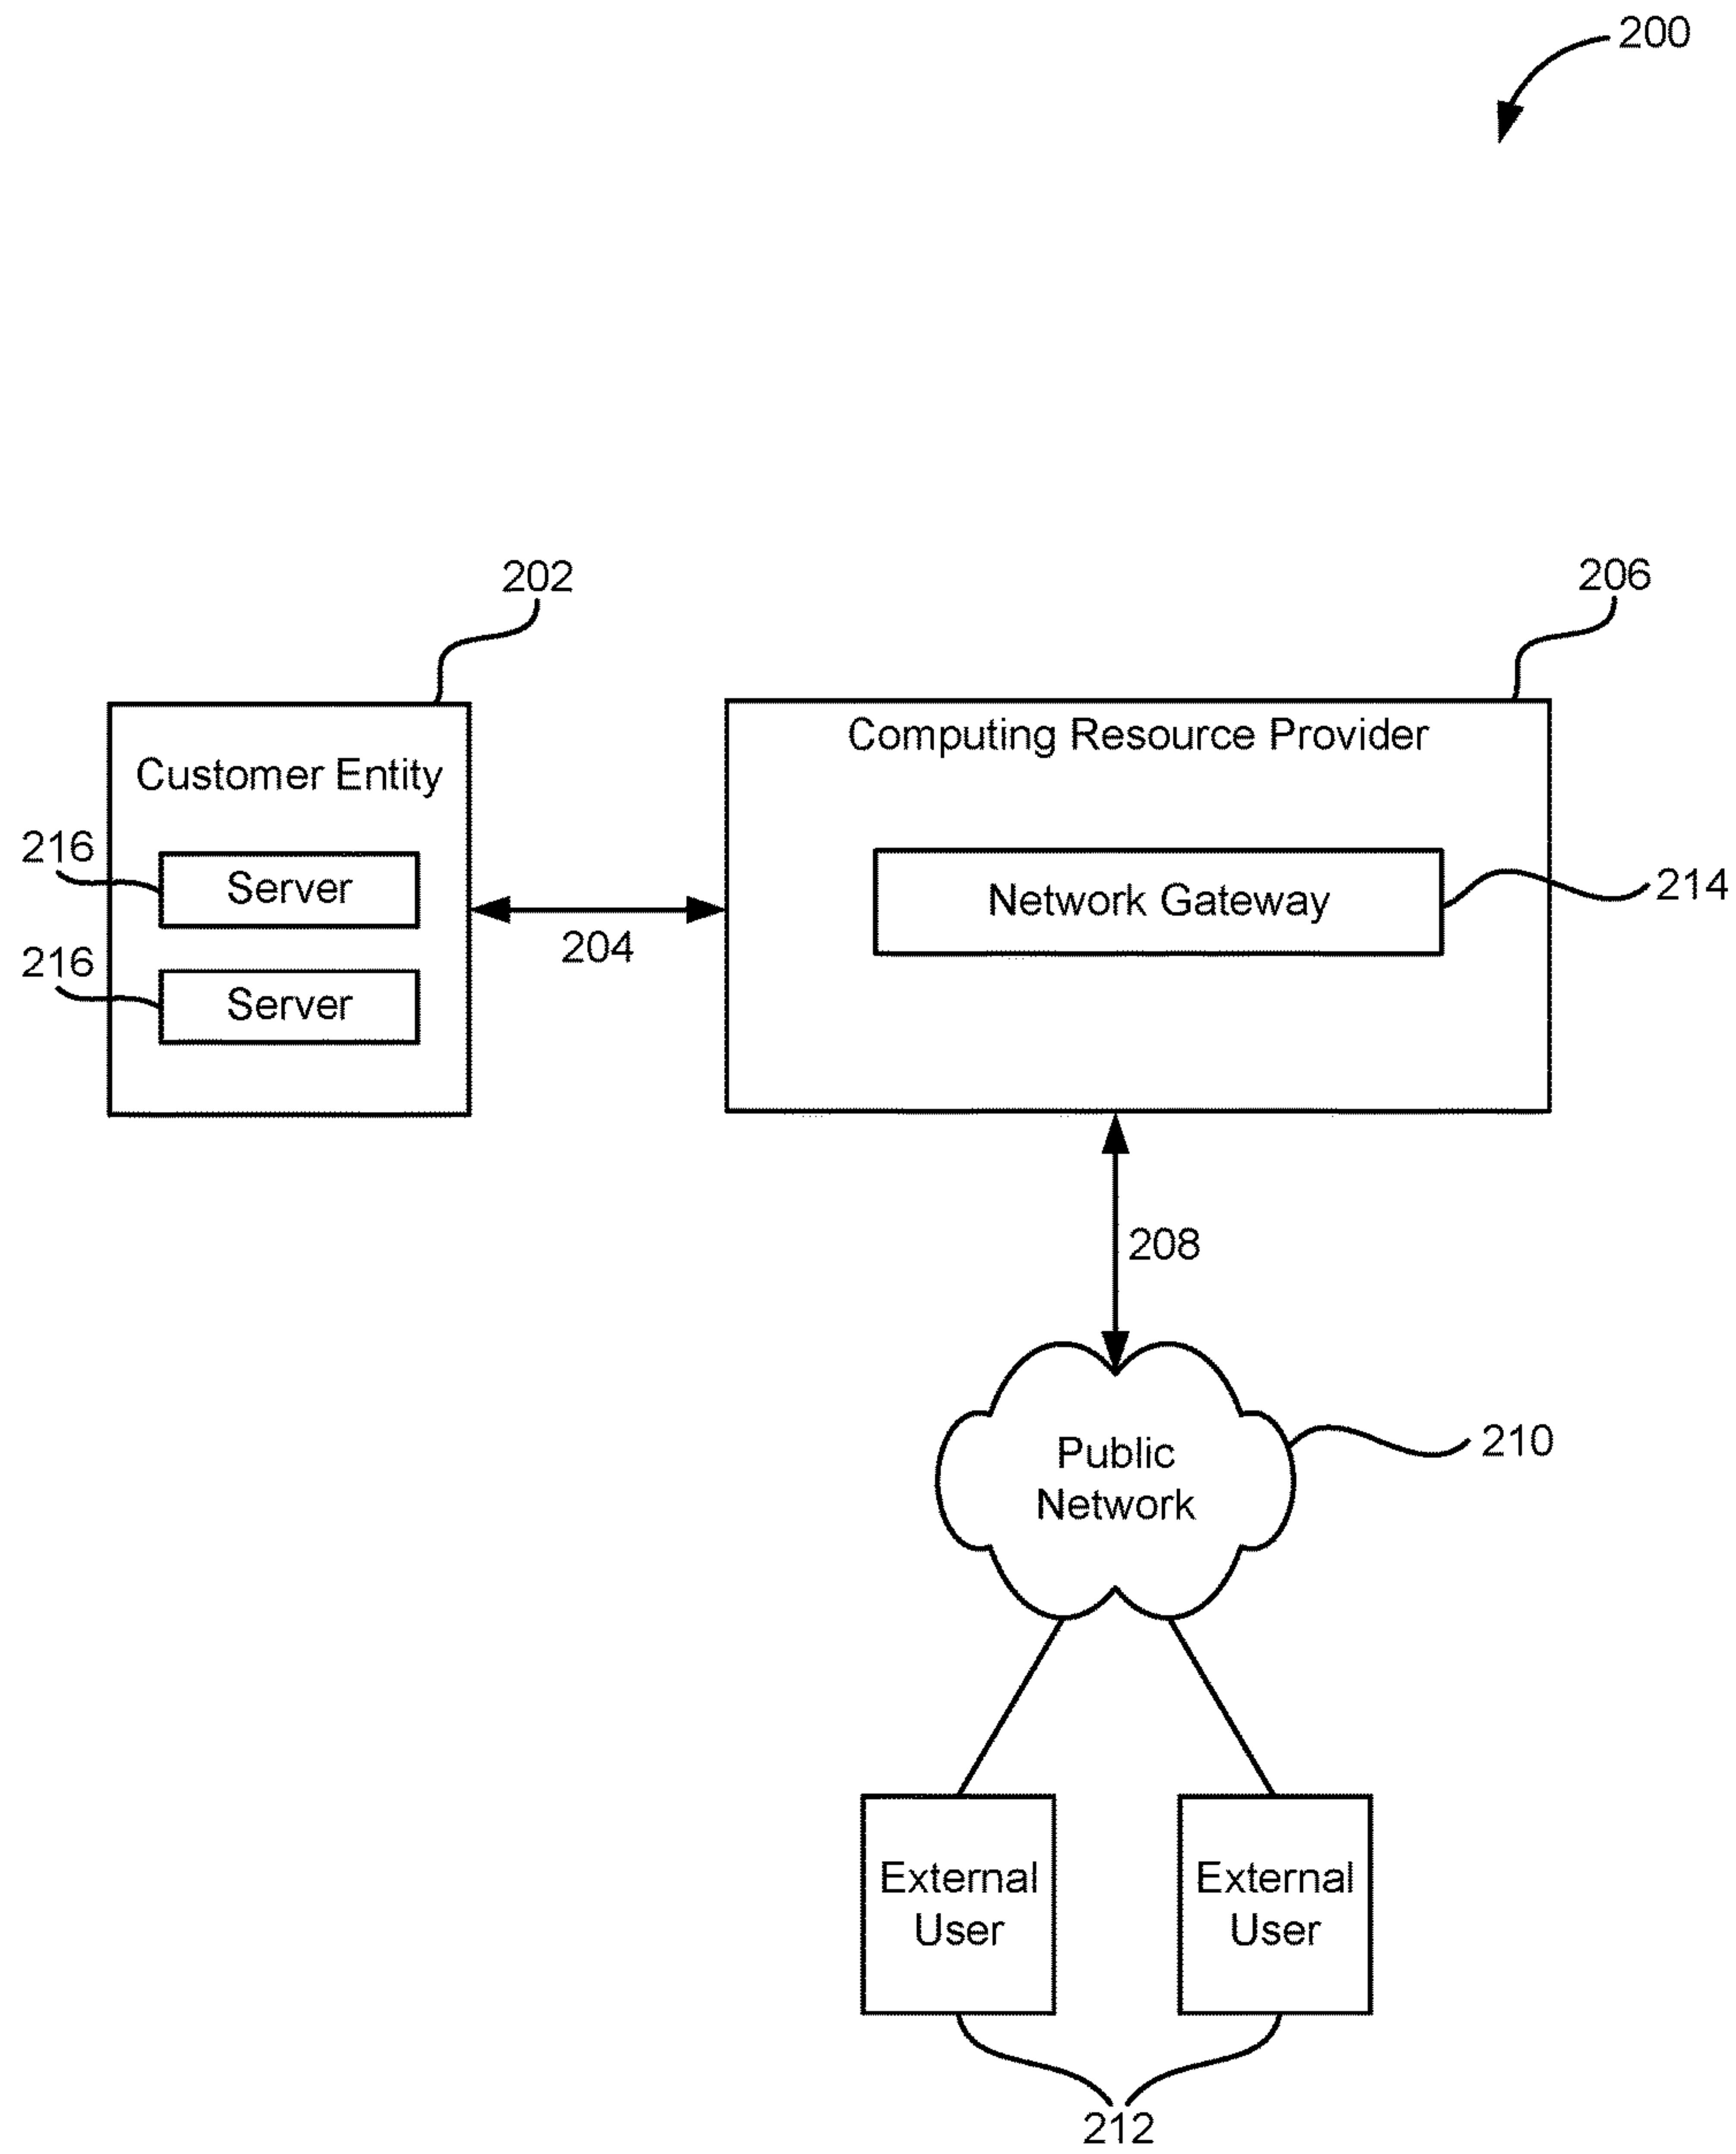 200
202
206
Customer Entity
Computing Resource Provider
216
Server
Network Gateway
214
204
216
Server
208
Public
Network
210
External
User
External
User
212